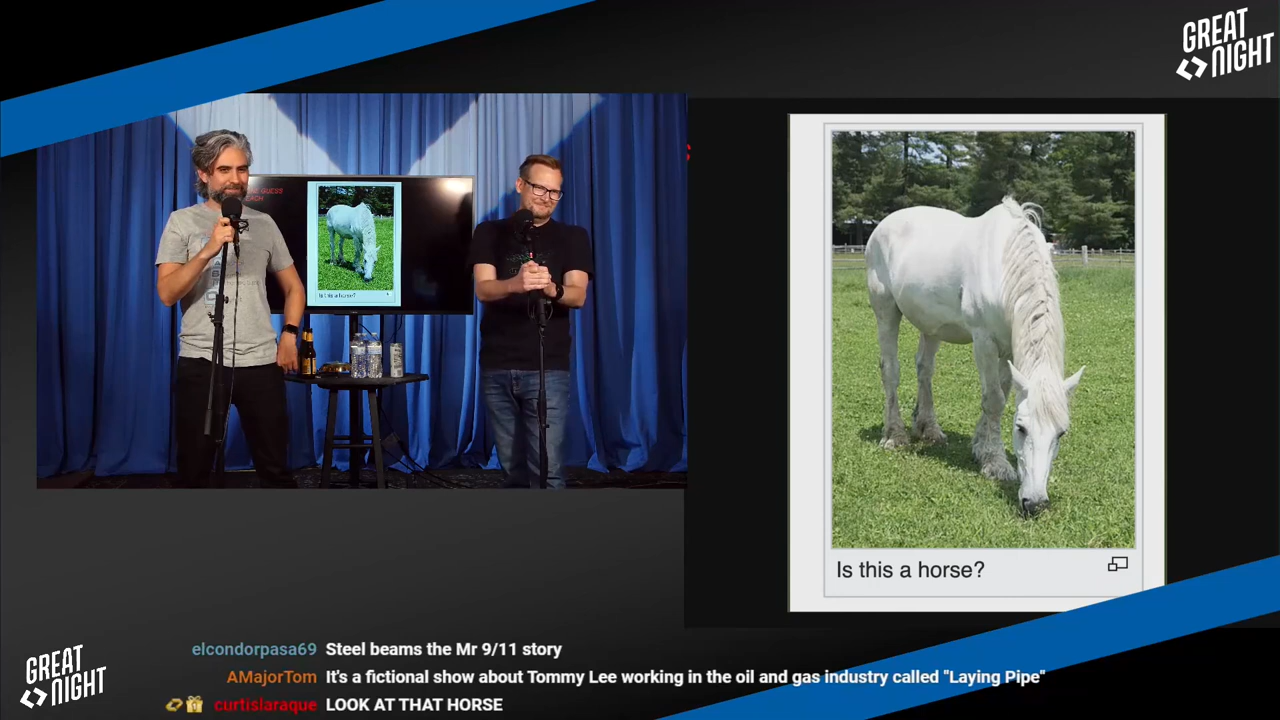 GREAT
NIGHT
GUESS
Is this a horse?
Is this a horse?
GREAT
NIGHT
elcondorpasa69 Steel beams the Mr 9/11 story
AMajorTom It's a fictional show about Tommy Lee working in the oil and gas industry called "Laying Pipe"
curtislaraque LOOK AT THAT HORSE